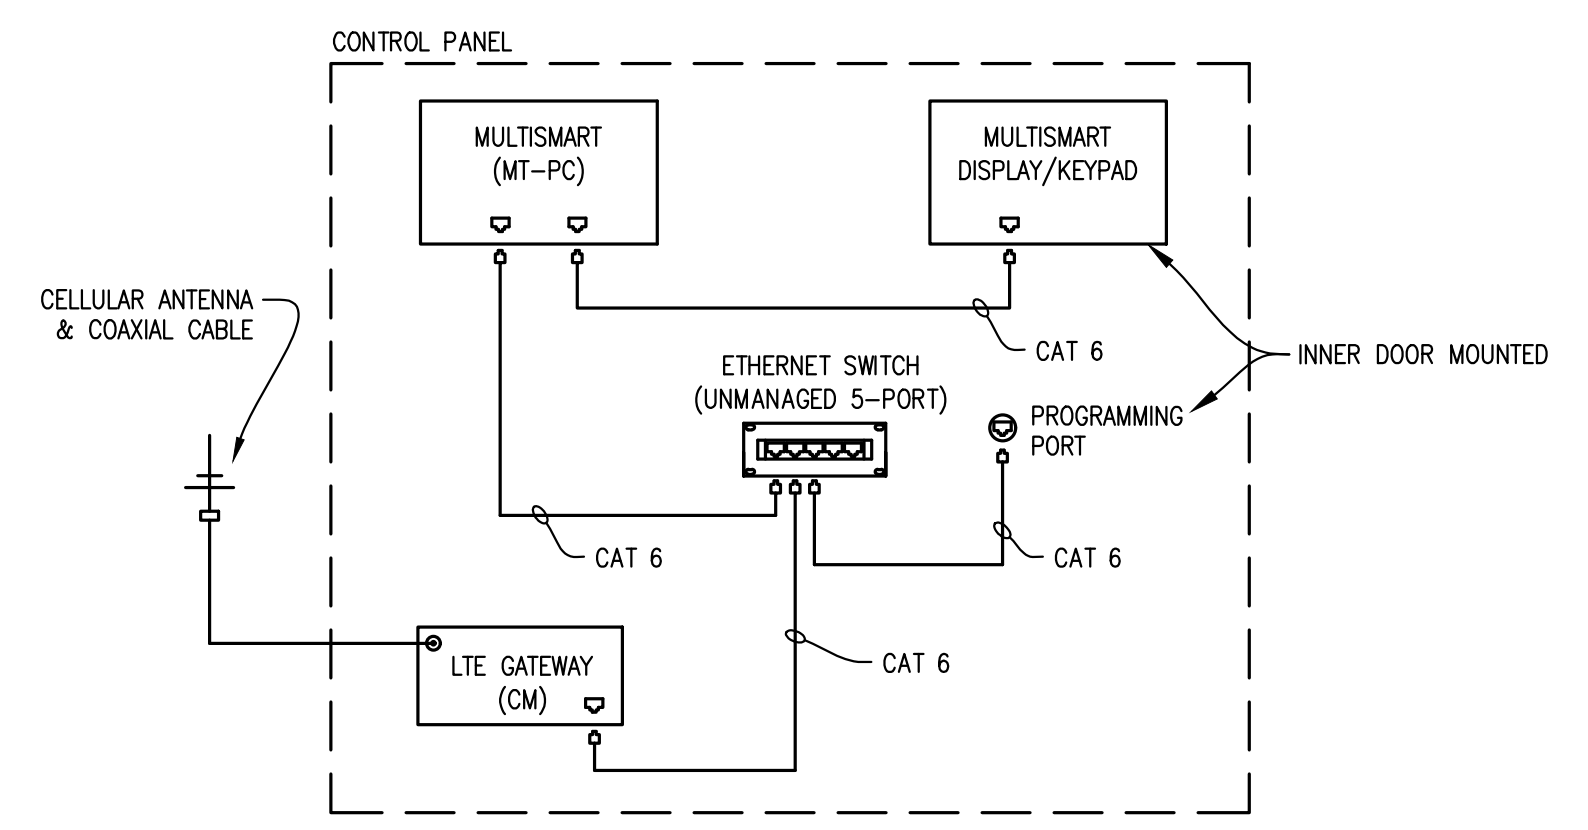 CONTROL PANEL
MULTISMART
(MT-PC)
MULTISMART
DISPLAY/KEYPAD
CELLULAR ANTENNA
& COAXIAL CABLE
CAT 6
INNER DOOR MOUNTED
ETHERNET SWITCH
(UNMANAGED 5-PORT)
PROGRAMMING
PORT
CAT 6
CAT 6
CAT 6
LTE GATEWAY
(CM)